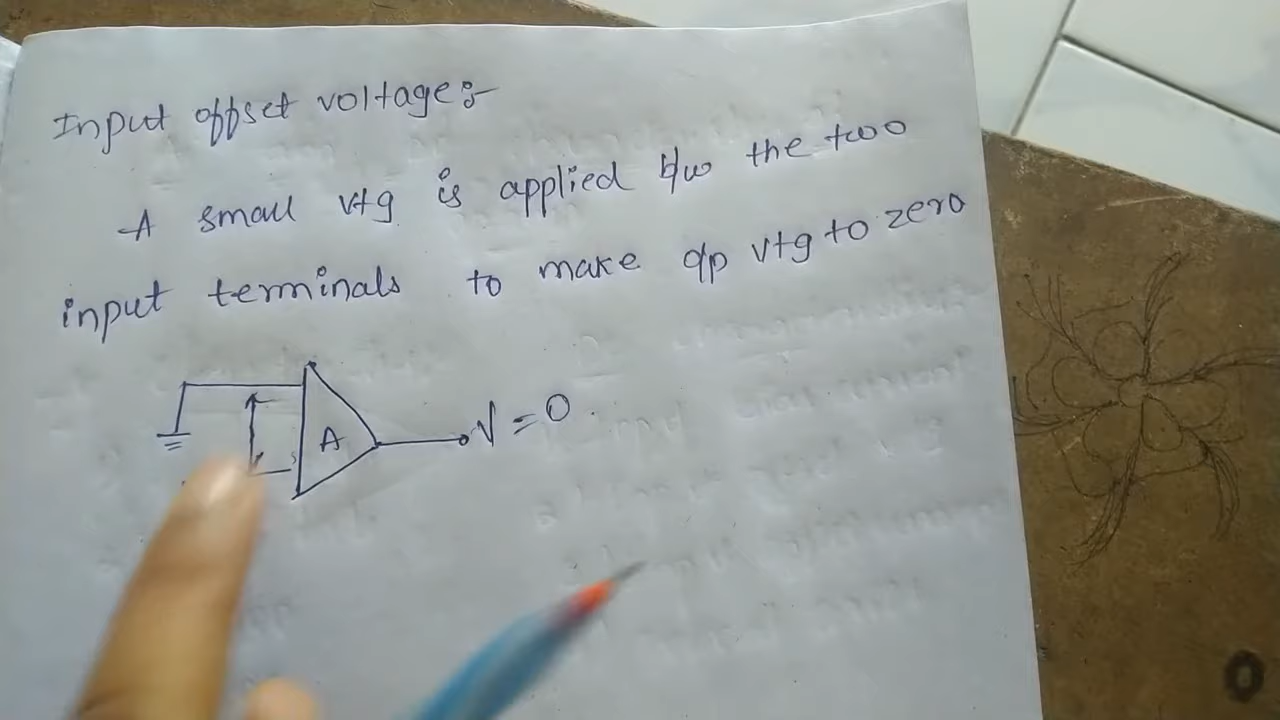 Input offset voltage:-
A small vtg is applied b/w the two
input terminals to make o/p vtg to zero
A
V = 0